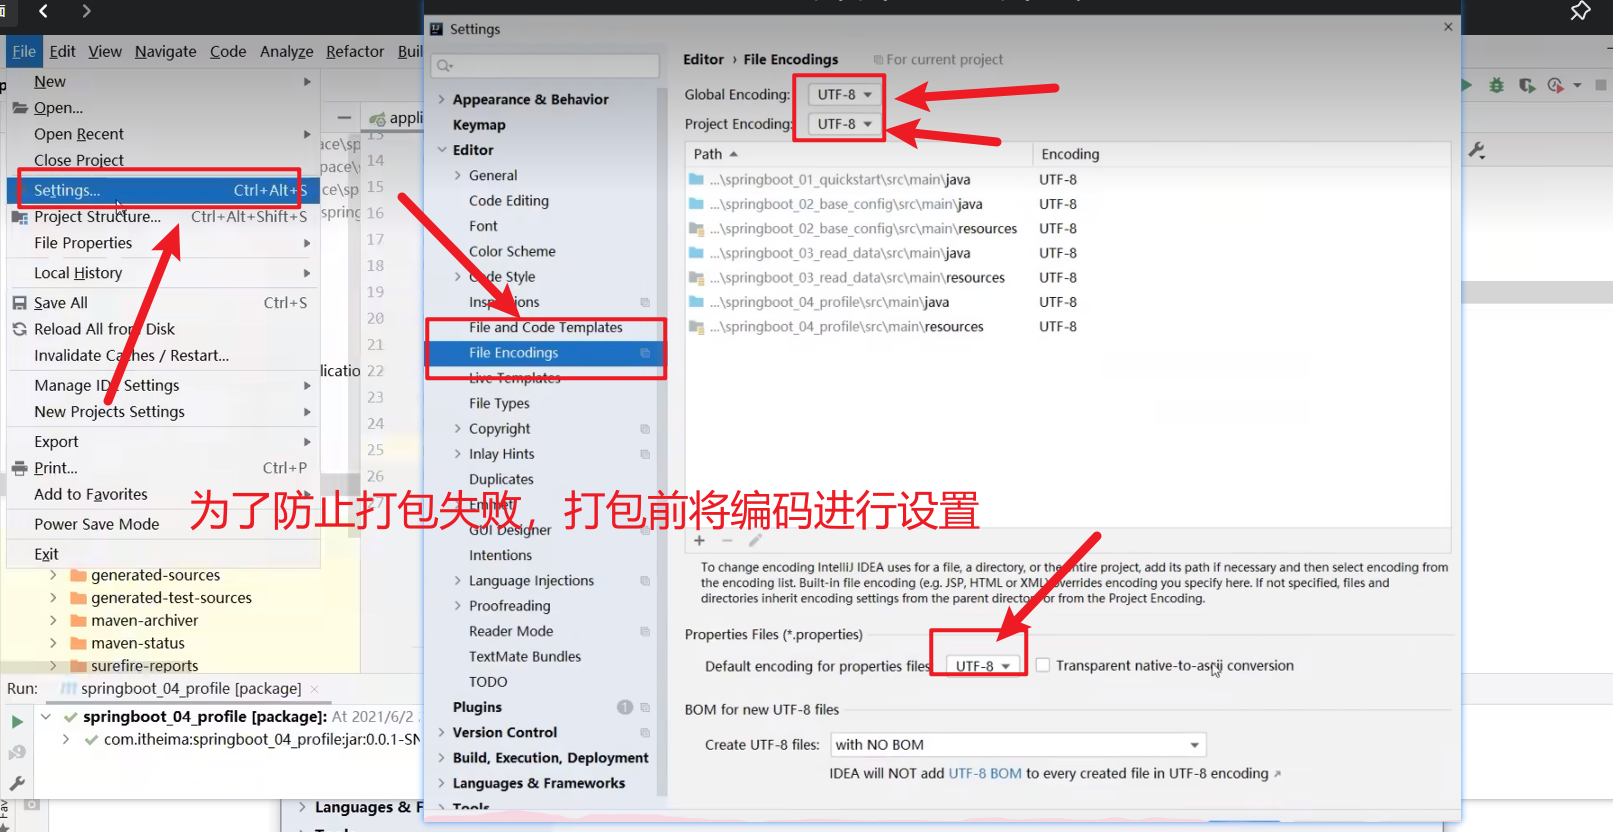 File Edit View Navigate Code Analyze Refactor
New
Open...
Open Recent
Close Project
Settings... Ctrl+Alt+S
Project Structure... Ctrl+Alt+Shift+S
File Properties
Local History
Save All Ctrl+S
Reload All from Disk
Invalidate Caches / Restart...
Manage IDE Settings
New Projects Settings
Export
Print... Ctrl+P
Add to Favorites
Power Save Mode
Exit
generated-sources
generated-test-sources
maven-archiver
maven-status
surefire-reports
13
14
15
16
17
18
19
20
21
22
23
24
25
26
Run: springboot_04_profile [package] ×
springboot_04_profile [package]: At 2021/6/2
com.itheima:springboot_04_profile:jar:0.0.1-SN
Languages & F
Settings
Appearance & Behavior
Keymap
Editor
General
Code Editing
Font
Color Scheme
Code Style
Inspections
File and Code Templates
File Encodings
Live Templates
File Types
Copyright
Inlay Hints
Duplicates
Emmet
GUI Designer
Intentions
Language Injections
Proofreading
Reader Mode
TextMate Bundles
TODO
Plugins 1
Version Control
Build, Execution, Deployment
Languages & Frameworks
Tools
Editor › File Encodings For current project
Global Encoding: UTF-8
Project Encoding: UTF-8
Path Encoding
...\springboot_01_quickstart\src\main\java UTF-8
...\springboot_02_base_config\src\main\java UTF-8
...\springboot_02_base_config\src\main\resources UTF-8
...\springboot_03_read_data\src\main\java UTF-8
...\springboot_03_read_data\src\main\resources UTF-8
...\springboot_04_profile\src\main\java UTF-8
...\springboot_04_profile\src\main\resources UTF-8
为了防止打包失败，打包前将编码进行设置
To change encoding IntelliJ IDEA uses for a file, a directory, or the entire project, add its path if necessary and then select encoding from
the encoding list. Built-in file encoding (e.g. JSP, HTML or XML) overrides encoding you specify here. If not specified, files and
directories inherit encoding settings from the parent directory or from the Project Encoding.
Properties Files (*.properties)
Default encoding for properties files: UTF-8 Transparent native-to-ascii conversion
BOM for new UTF-8 files
Create UTF-8 files: with NO BOM
IDEA will NOT add UTF-8 BOM to every created file in UTF-8 encoding ↗